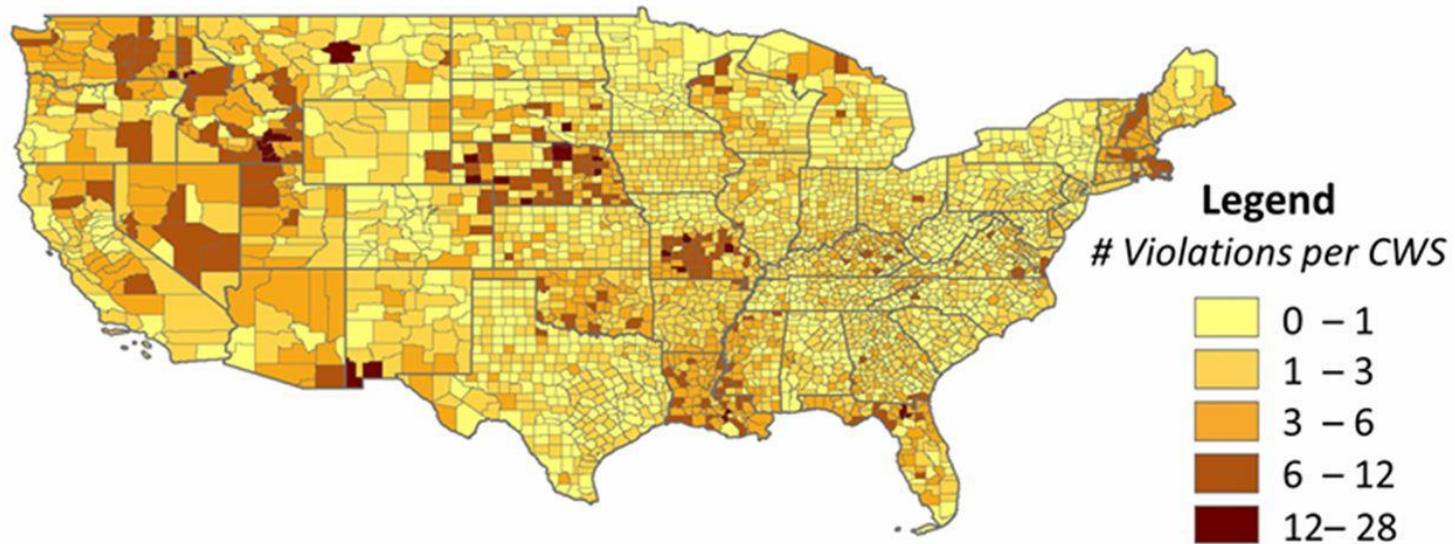 Legend
# Violations per CWS
0 – 1
1 – 3
3 – 6
6 – 12
12– 28